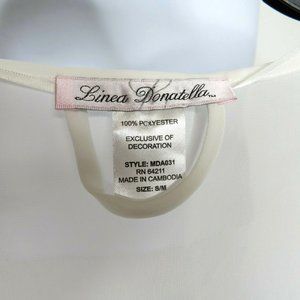 Linea Donatella...
100% POLYESTER
EXCLUSIVE OF
DECORATION
STYLE: MDA031
RN 64211
MADE IN CAMBODIA
SIZE: S/M